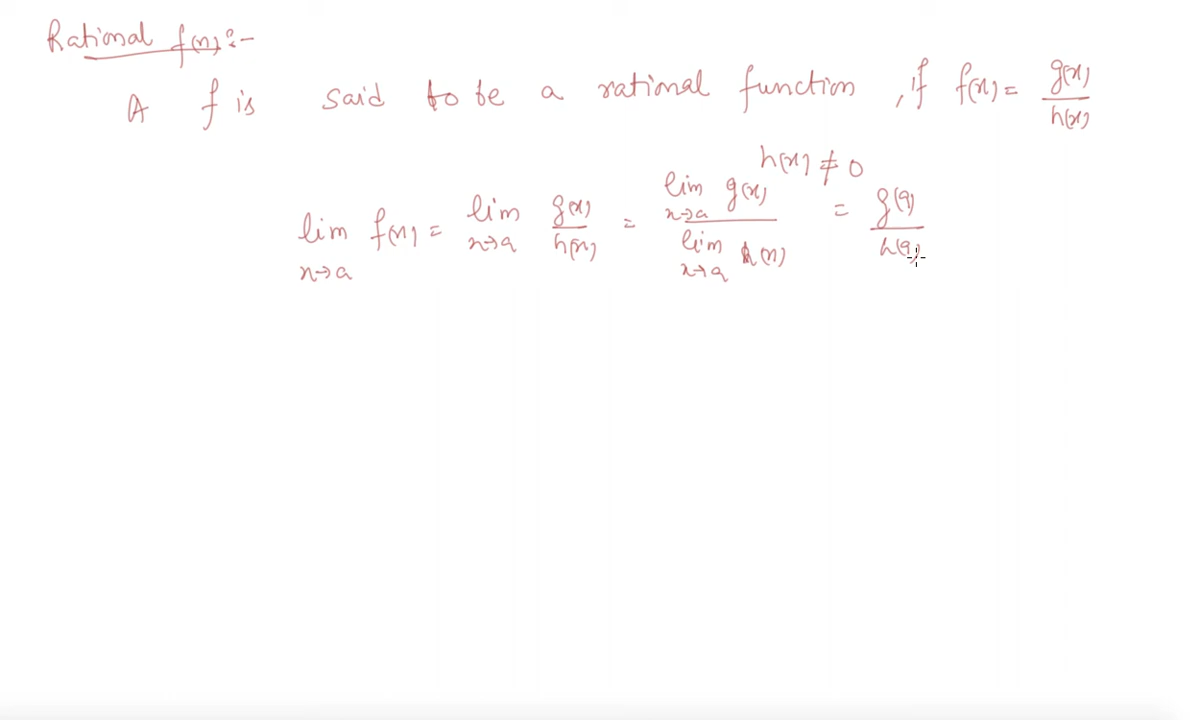 Rational f(x):-
A f is said to be a rational function, if f(x) = g(x)/h(x)
h(x) ≠ 0
lim x→a f(x) = lim x→a g(x)/h(x) = lim x→a g(x) / lim x→a h(x) = g(a)/h(a)